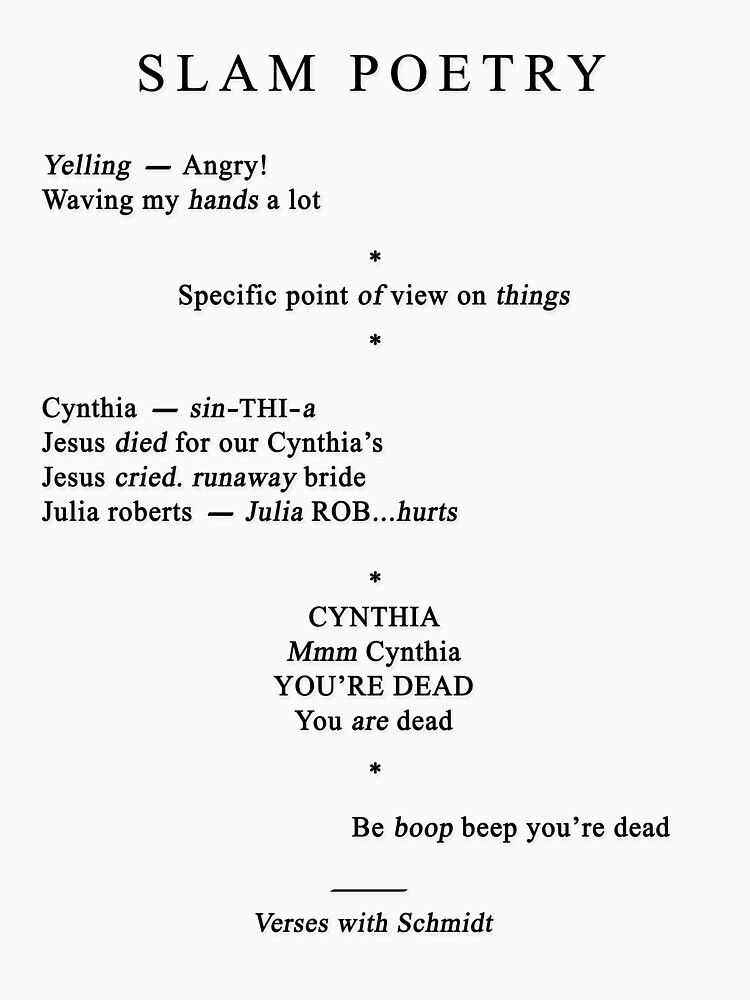 SLAM POETRY
Yelling — Angry!
Waving my hands a lot
*
Specific point of view on things
*
Cynthia — sin-THI-a
Jesus died for our Cynthia’s
Jesus cried. runaway bride
Julia roberts — Julia ROB...hurts
*
CYNTHIA
Mmm Cynthia
YOU’RE DEAD
You are dead
*
Be boop beep you’re dead
Verses with Schmidt